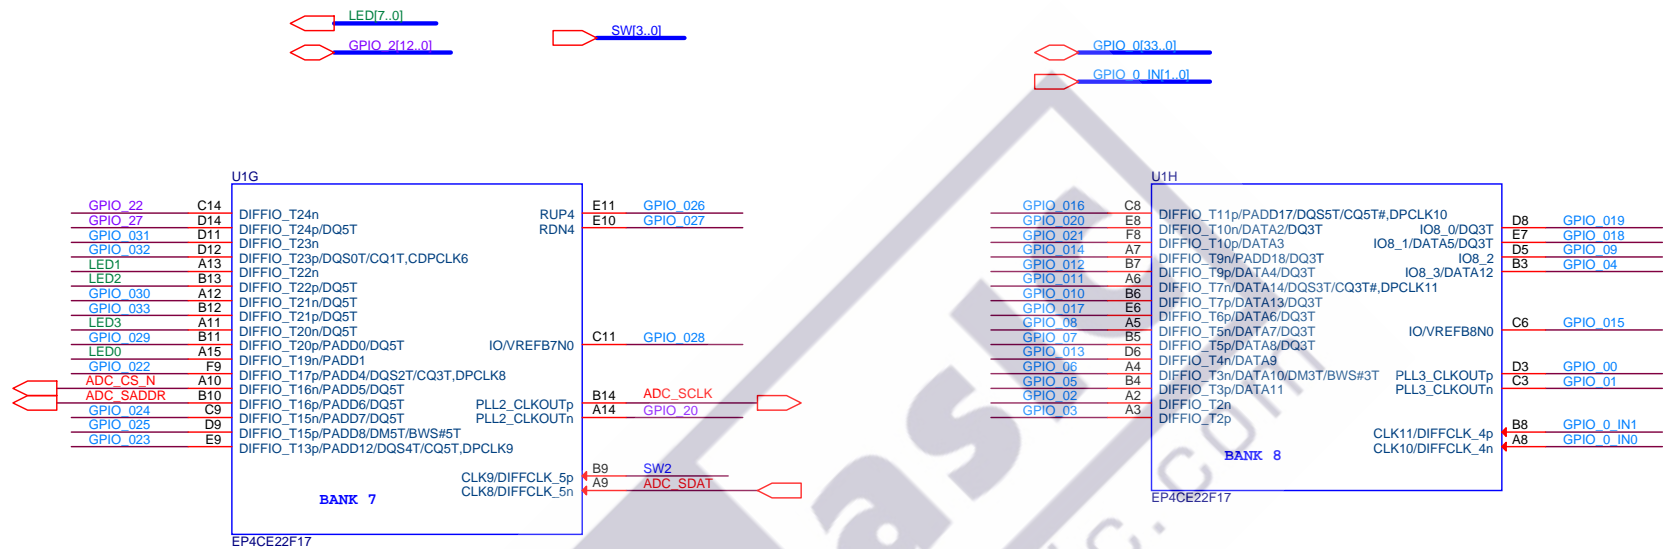 LED[7..0]
GPIO_2[12..0]
SW[3..0]
GPIO_0[33..0]
GPIO_0_IN[1..0]
U1G
GPIO_22 C14 DIFFIO_T24n
GPIO_27 D14 DIFFIO_T24p/DQ5T
GPIO_031 D11 DIFFIO_T23n
GPIO_032 D12 DIFFIO_T23p/DQS0T/CQ1T,CDPCLK6
LED1 A13 DIFFIO_T22n
LED2 B13 DIFFIO_T22p/DQ5T
GPIO_030 A12 DIFFIO_T21n/DQ5T
GPIO_033 B12 DIFFIO_T21p/DQ5T
LED3 A11 DIFFIO_T20n/DQ5T
GPIO_029 B11 DIFFIO_T20p/PADD0/DQ5T
LED0 A15 DIFFIO_T19n/PADD1
GPIO_022 F9 DIFFIO_T17p/PADD4/DQS2T/CQ3T,DPCLK8
ADC_CS_N A10 DIFFIO_T16n/PADD5/DQ5T
ADC_SADDR B10 DIFFIO_T16p/PADD6/DQ5T
GPIO_024 C9 DIFFIO_T15n/PADD7/DQ5T
GPIO_025 D9 DIFFIO_T15p/PADD8/DM5T/BWS#5T
GPIO_023 E9 DIFFIO_T13p/PADD12/DQS4T/CQ5T,DPCLK9
RUP4 E11 GPIO_026
RDN4 E10 GPIO_027
IO/VREFB7N0 C11 GPIO_028
PLL2_CLKOUTp B14 ADC_SCLK
PLL2_CLKOUTn A14 GPIO_20
CLK9/DIFFCLK_5p B9 SW2
CLK8/DIFFCLK_5n A9 ADC_SDAT
BANK 7
EP4CE22F17
U1H
GPIO_016 C8 DIFFIO_T11p/PADD17/DQS5T/CQ5T#,DPCLK10
GPIO_020 E8 DIFFIO_T10n/DATA2/DQ3T
GPIO_021 F8 DIFFIO_T10p/DATA3
GPIO_014 A7 DIFFIO_T9n/PADD18/DQ3T
GPIO_012 B7 DIFFIO_T9p/DATA4/DQ3T
GPIO_011 A6 DIFFIO_T7n/DATA14/DQS3T/CQ3T#,DPCLK11
GPIO_010 B6 DIFFIO_T7p/DATA13/DQ3T
GPIO_017 E6 DIFFIO_T6p/DATA6/DQ3T
GPIO_08 A5 DIFFIO_T5n/DATA7/DQ3T
GPIO_07 B5 DIFFIO_T5p/DATA8/DQ3T
GPIO_013 D6 DIFFIO_T4n/DATA9
GPIO_06 A4 DIFFIO_T3n/DATA10/DM3T/BWS#3T
GPIO_05 B4 DIFFIO_T3p/DATA11
GPIO_02 A2 DIFFIO_T2n
GPIO_03 A3 DIFFIO_T2p
IO8_0/DQ3T D8 GPIO_019
IO8_1/DATA5/DQ3T E7 GPIO_018
IO8_2 D5 GPIO_09
IO8_3/DATA12 B3 GPIO_04
IO/VREFB8N0 C6 GPIO_015
PLL3_CLKOUTp D3 GPIO_00
PLL3_CLKOUTn C3 GPIO_01
CLK11/DIFFCLK_4p B8 GPIO_0_IN1
CLK10/DIFFCLK_4n A8 GPIO_0_IN0
BANK 8
EP4CE22F17
asic
ic.com